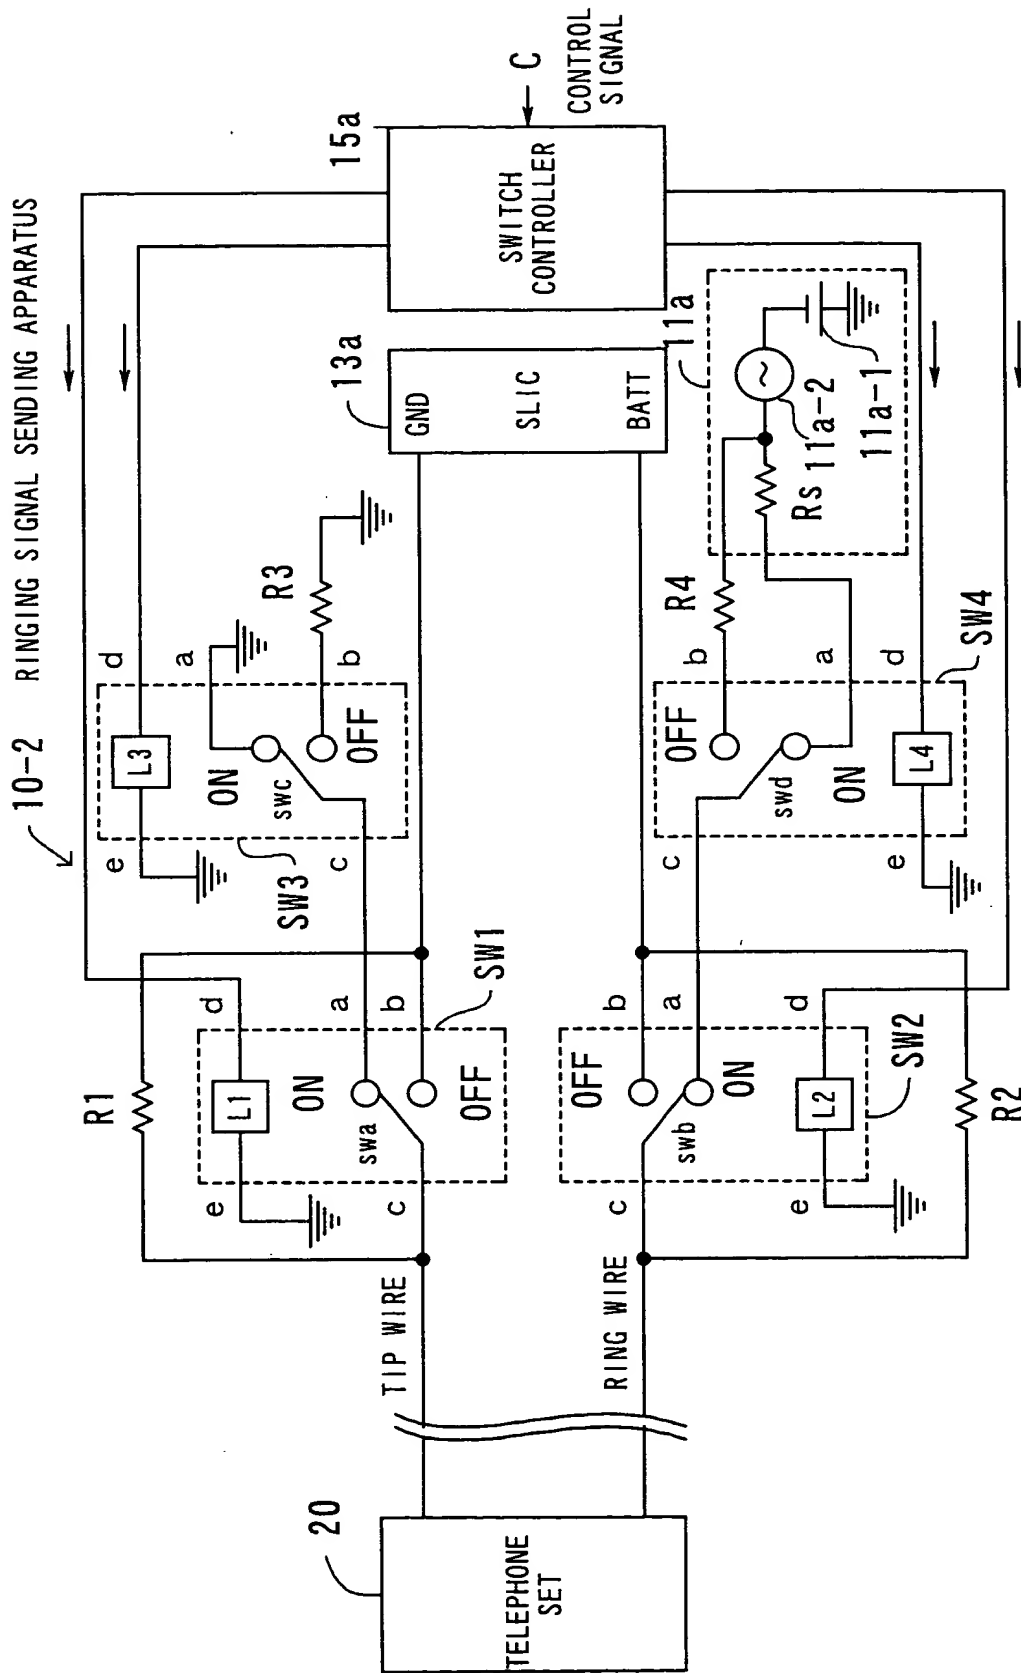 10-2 RINGING SIGNAL SENDING APPARATUS
R1
d
L1
e
ON
swa
a
b
c
OFF
SW1
d
L3
e
a
ON
swc
OFF
b
c
SW3
R3
13a
GND
SLIC
BATT
15a
SWITCH
CONTROLLER
C
CONTROL
SIGNAL
20
TELEPHONE
SET
TIP WIRE
RING WIRE
b
OFF
a
swb
ON
c
d
L2
e
SW2
R2
b
OFF
R4
c
swd
a
ON
d
L4
e
SW4
11a
Rs
11a-2
11a-1